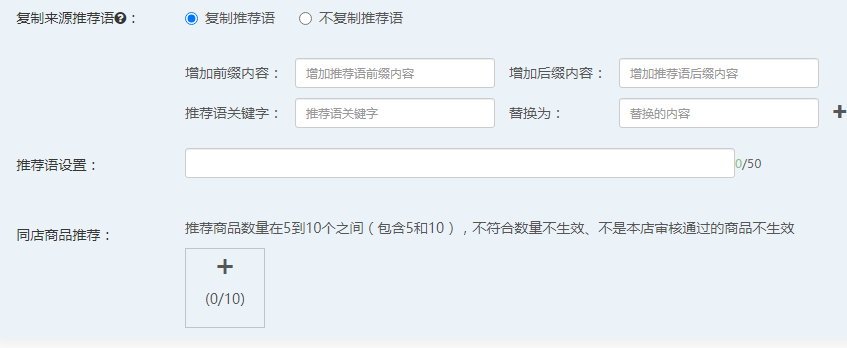 复制来源推荐语?： 复制推荐语 不复制推荐语
增加前缀内容： 增加推荐语前缀内容 增加后缀内容： 增加推荐语后缀内容
推荐语关键字： 推荐语关键字 替换为： 替换的内容 +
推荐语设置： 0/50
同店商品推荐： 推荐商品数量在5到10个之间（包含5和10），不符合数量不生效、不是本店审核通过的商品不生效
+
(0/10)